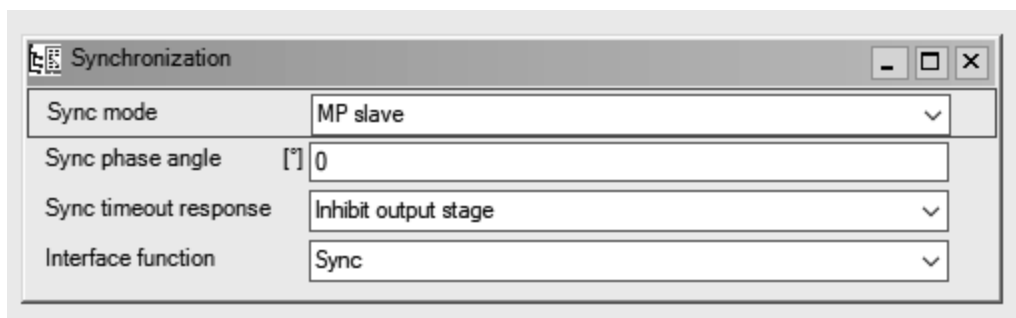 Synchronization
Sync mode MP slave
Sync phase angle [°] 0
Sync timeout response Inhibit output stage
Interface function Sync